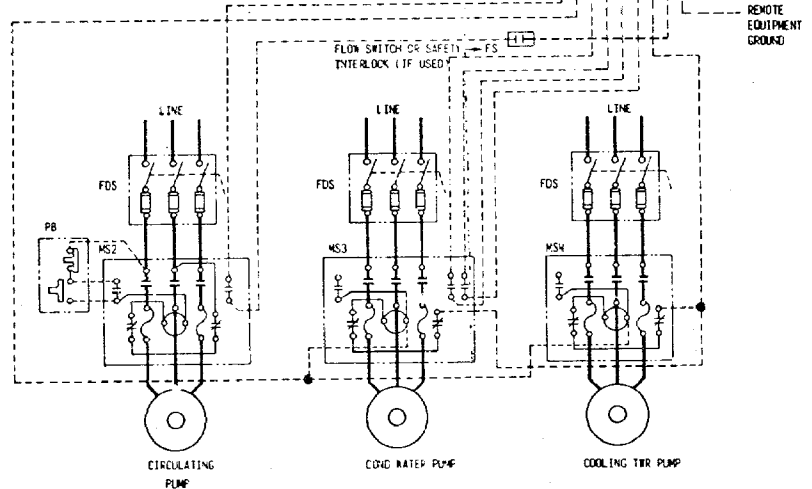 REMOTE
EQUIPMENT
GROUND
FLOW SWITCH OR SAFETY → FS
INTERLOCK (IF USED)
LINE
LINE
LINE
FDS
FDS
FDS
PB
MS2
MS3
MS4
CIRCULATING
PUMP
COND WATER PUMP
COOLING TWR PUMP